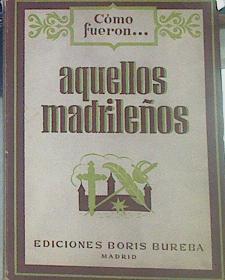 Cómo
fueron...
aquellos
madrileños
EDICIONES BORIS BUREBA
MADRID